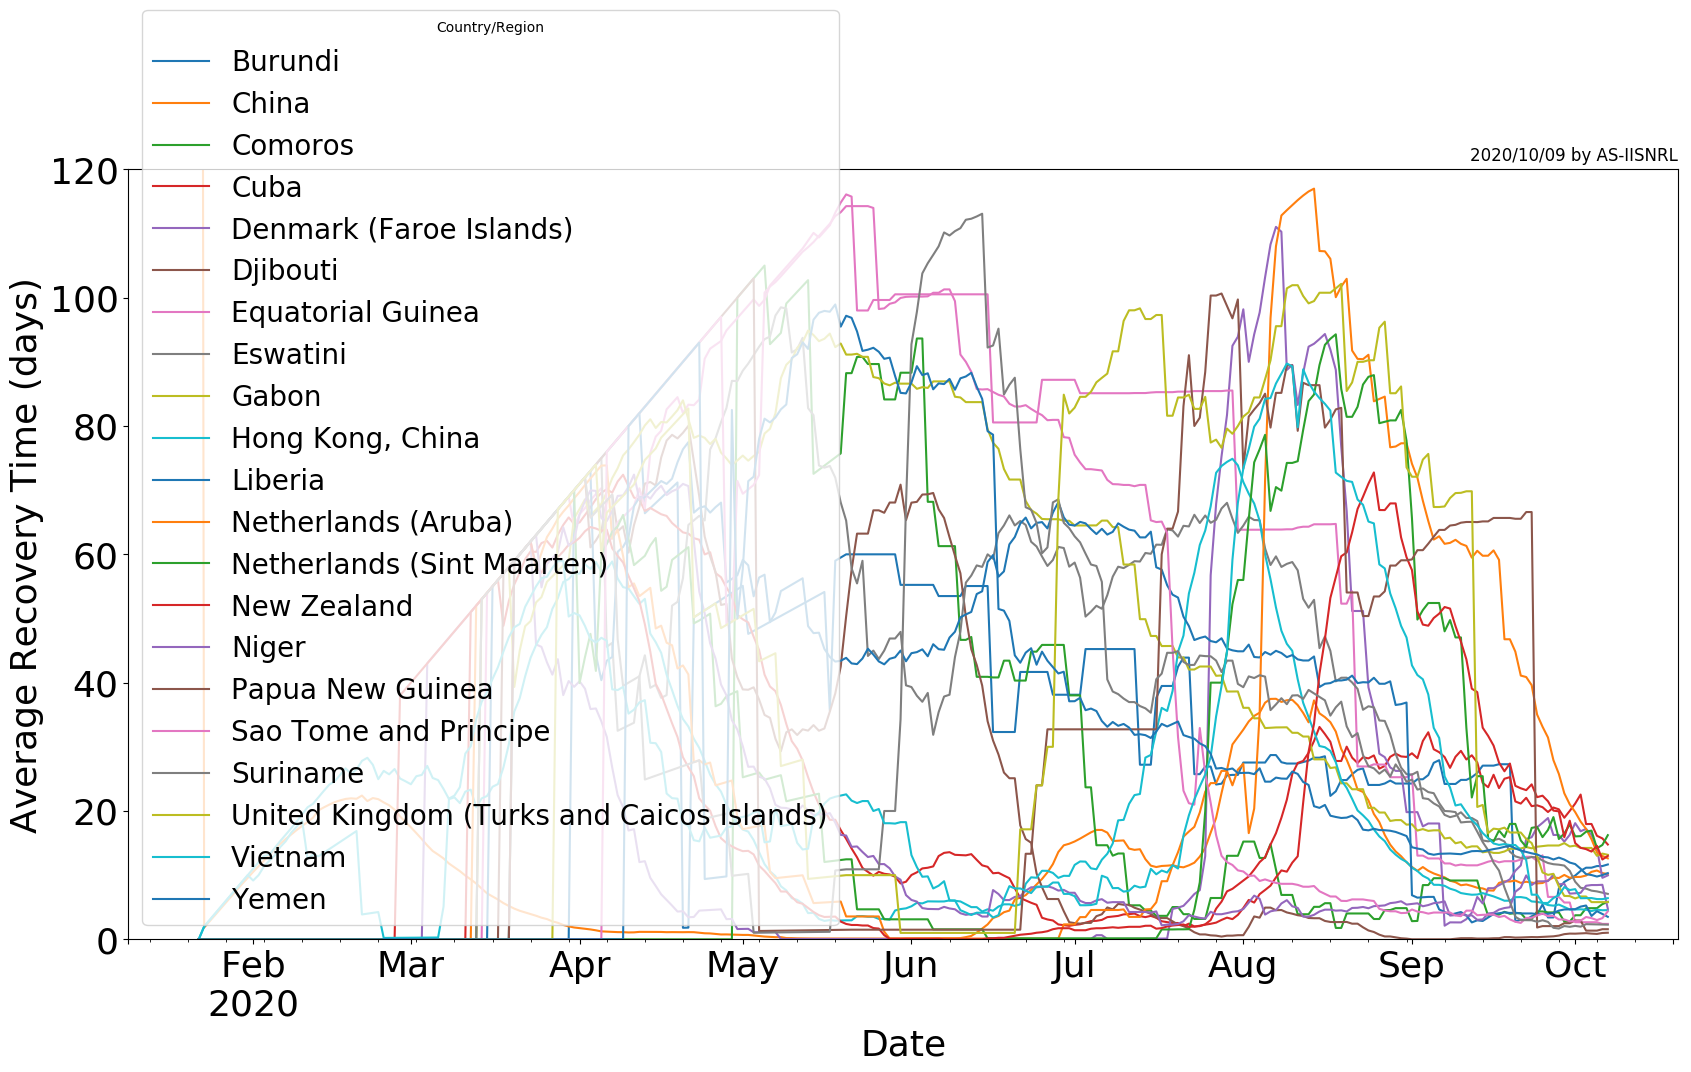 Country/Region
Burundi
China
Comoros
Cuba
Denmark (Faroe Islands)
Djibouti
Equatorial Guinea
Eswatini
Gabon
Hong Kong, China
Liberia
Netherlands (Aruba)
Netherlands (Sint Maarten)
New Zealand
Niger
Papua New Guinea
Sao Tome and Principe
Suriname
United Kingdom (Turks and Caicos Islands)
Vietnam
Yemen
2020/10/09 by AS-IISNRL
Average Recovery Time (days)
120
100
80
60
40
20
0
Feb Mar Apr May Jun Jul Aug Sep Oct
2020
Date